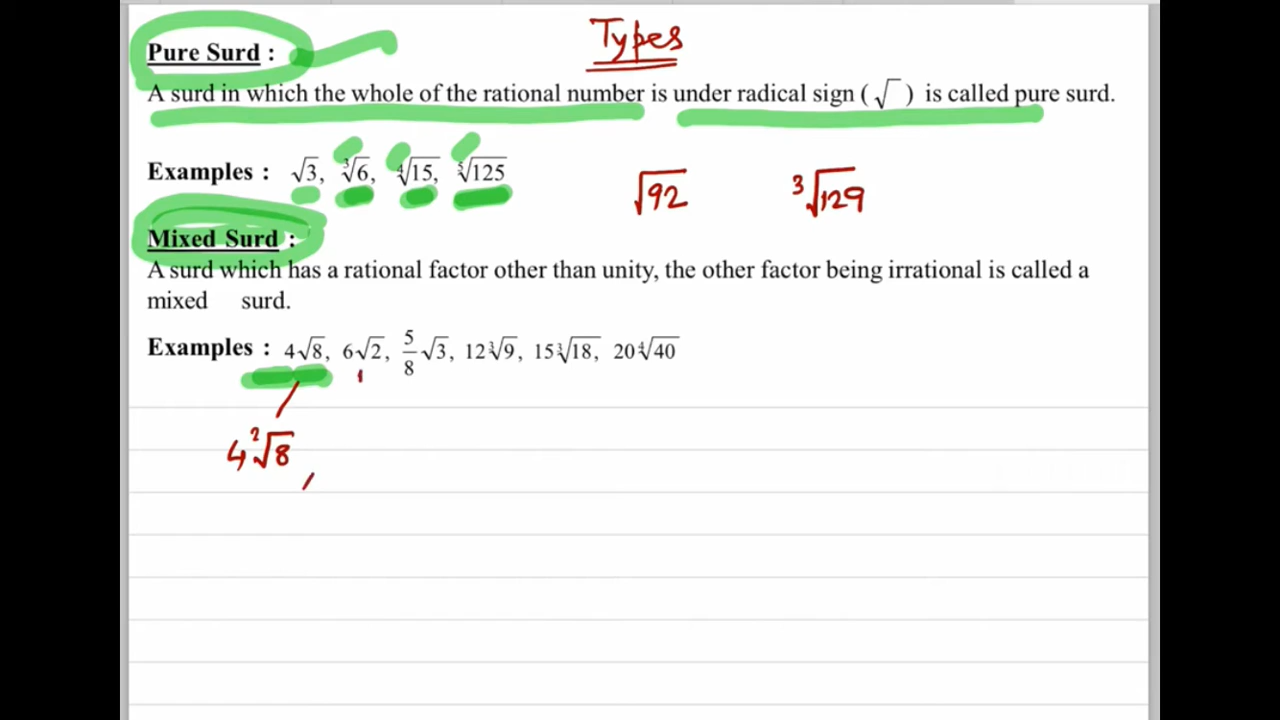 Types
Pure Surd :
A surd in which the whole of the rational number is under radical sign (√ ) is called pure surd.
Examples : √3, ∛6, ∜15, ⁵√125
√92 ³√129
Mixed Surd :
A surd which has a rational factor other than unity, the other factor being irrational is called a
mixed surd.
Examples : 4√8, 6√2, 5/8√3, 12∛9, 15∛18, 20∜40
4²√8,